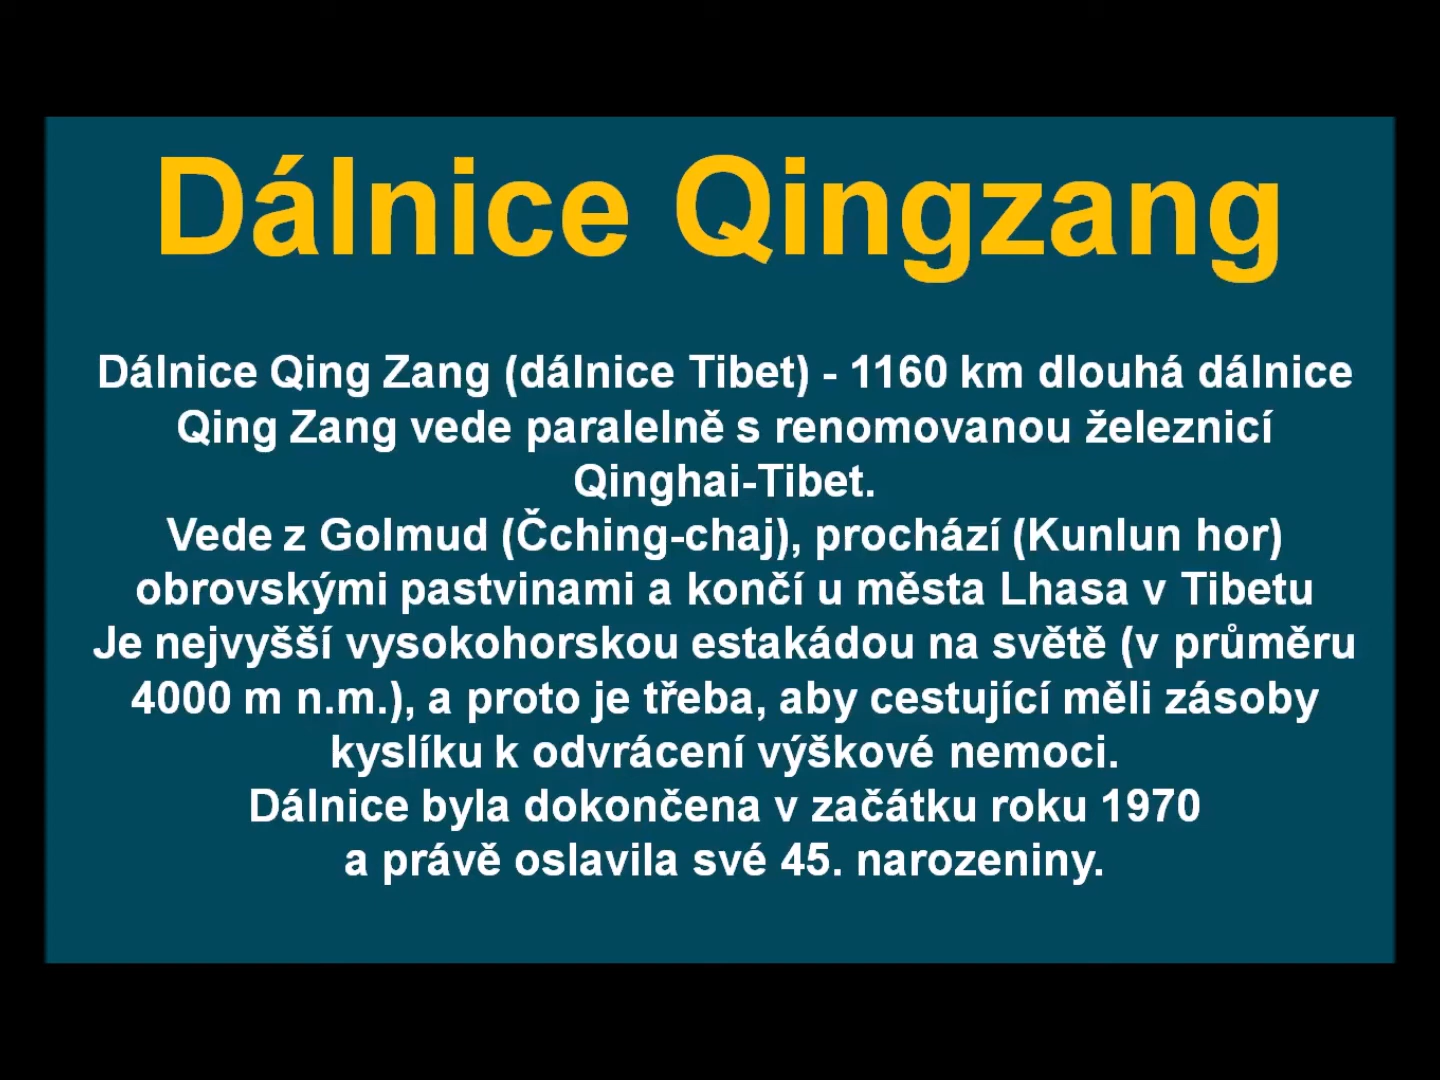 Dálnice Qingzang
Dálnice Qing Zang (dálnice Tibet) - 1160 km dlouhá dálnice
Qing Zang vede paralelně s renomovanou železnicí
Qinghai-Tibet.
Vede z Golmud (Čching-chaj), prochází (Kunlun hor)
obrovskými pastvinami a končí u města Lhasa v Tibetu
Je nejvyšší vysokohorskou estakádou na světě (v průměru
4000 m n.m.), a proto je třeba, aby cestující měli zásoby
kyslíku k odvrácení výškové nemoci.
Dálnice byla dokončena v začátku roku 1970
a právě oslavila své 45. narozeniny.